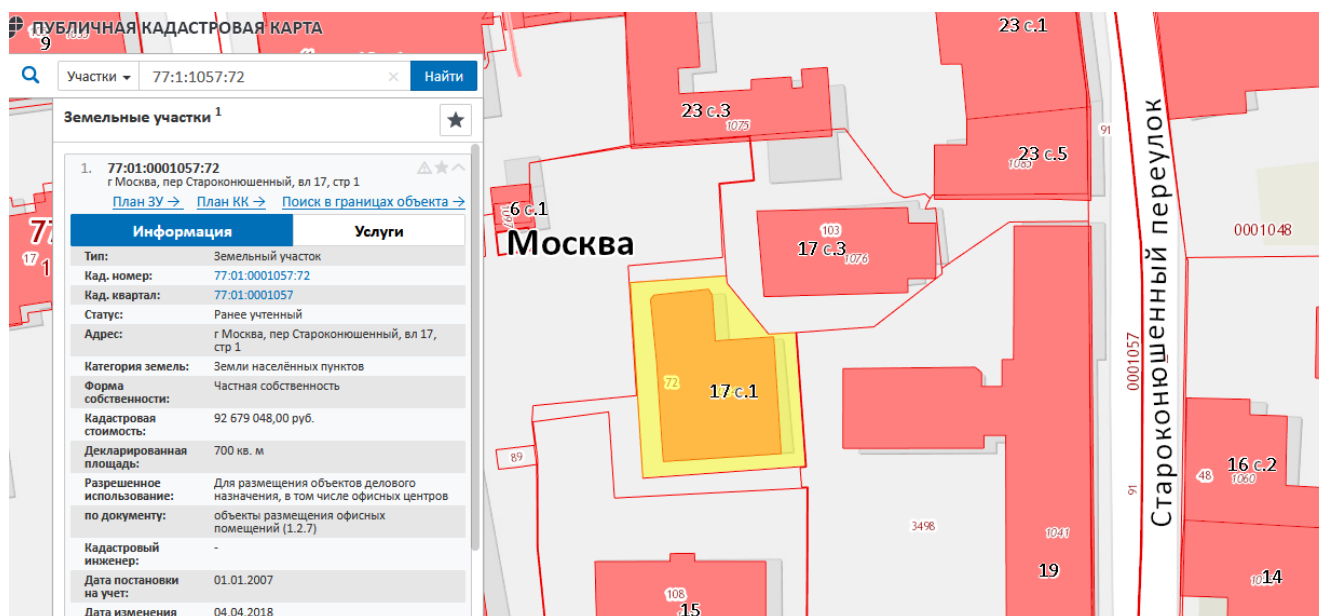 ПУБЛИЧНАЯ КАДАСТРОВАЯ КАРТА
9
Участки
77:1:1057:72
×
Найти
Земельные участки 1
1. 77:01:0001057:72
г Москва, пер Староконюшенный, вл 17, стр 1
План ЗУ →
План КК →
Поиск в границах объекта →
Информация
Услуги
Тип: Земельный участок
Кад. номер: 77:01:0001057:72
Кад. квартал: 77:01:0001057
Статус: Ранее учтенный
Адрес: г Москва, пер Староконюшенный, вл 17,
стр 1
Категория земель: Земли населённых пунктов
Форма
собственности:
Частная собственность
Кадастровая
стоимость:
92 679 048,00 руб.
Декларированная
площадь:
700 кв. м
Разрешенное
использование:
Для размещения объектов делового
назначения, в том числе офисных центров
по документу:
объекты размещения офисных
помещений (1.2.7)
Кадастровый
инженер:
-
Дата постановки
на учет:
01.01.2007
Дата изменения
04.04.2018
17
23 с.1
23 с.3
1075
91
23 с.5
6 с.1
Москва
103
17 с.3
1076
Староконюшенный переулок
0001048
0001057
72
17 с.1
89
91
16 с.2
48
1060
3498
1041
19
14
108
15